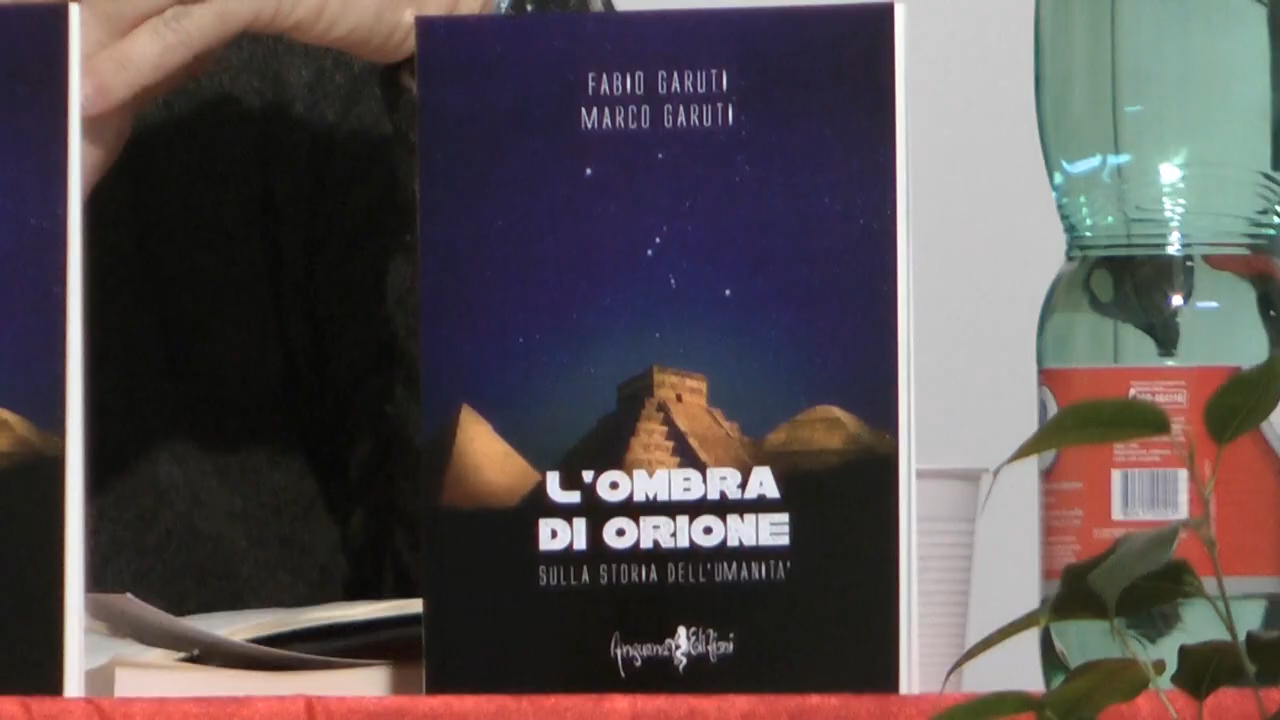 FABIO GARUTI
MARCO GARUTI
L'OMBRA
DI ORIONE
SULLA STORIA DELL'UMANITA'
Anguana Edizioni